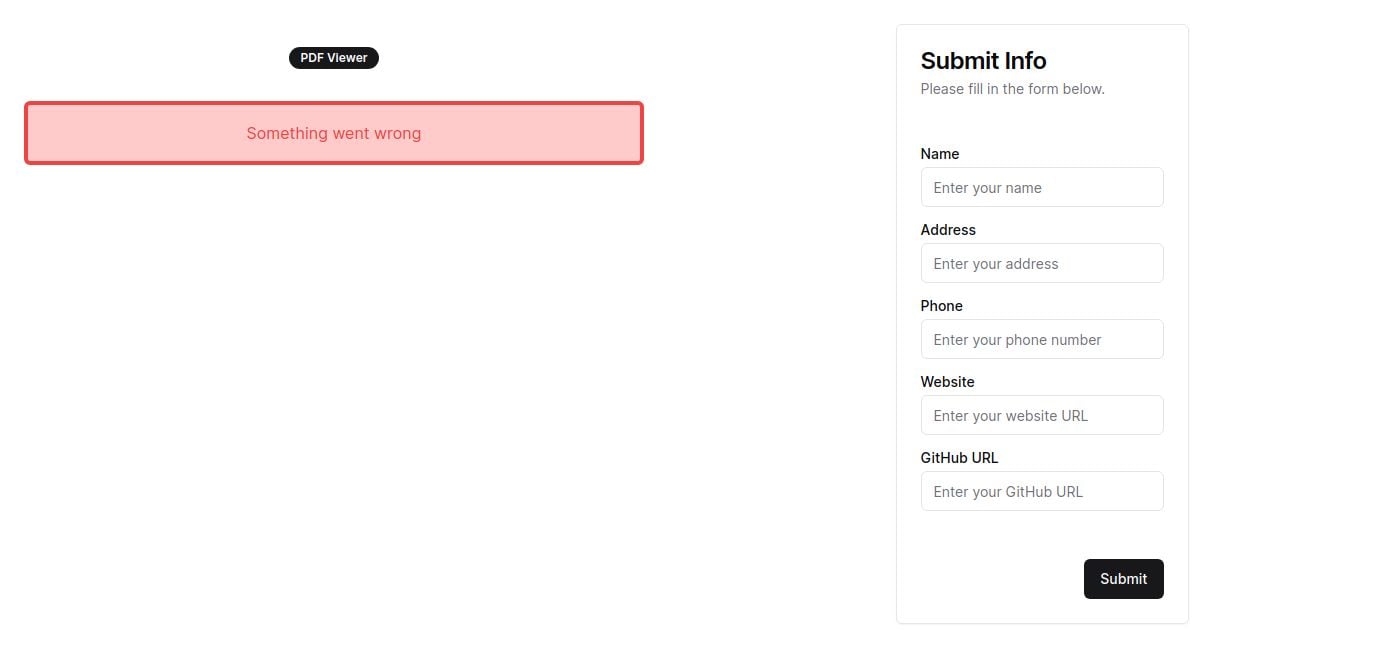 PDF Viewer
Something went wrong
Submit Info
Please fill in the form below.
Name
Enter your name
Address
Enter your address
Phone
Enter your phone number
Website
Enter your website URL
GitHub URL
Enter your GitHub URL
Submit